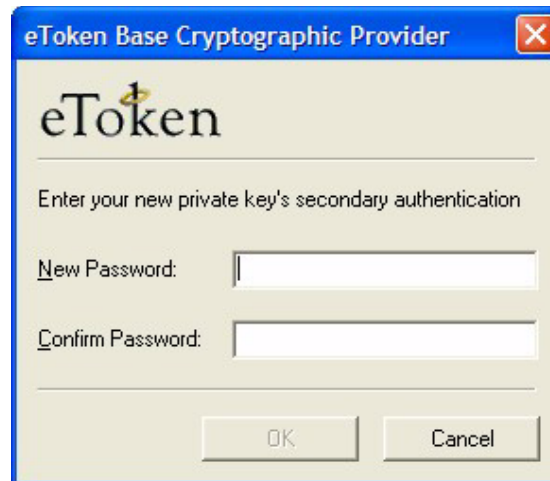 eToken Base Cryptographic Provider
eToken
Enter your new private key's secondary authentication
New Password:
Confirm Password:
OK
Cancel